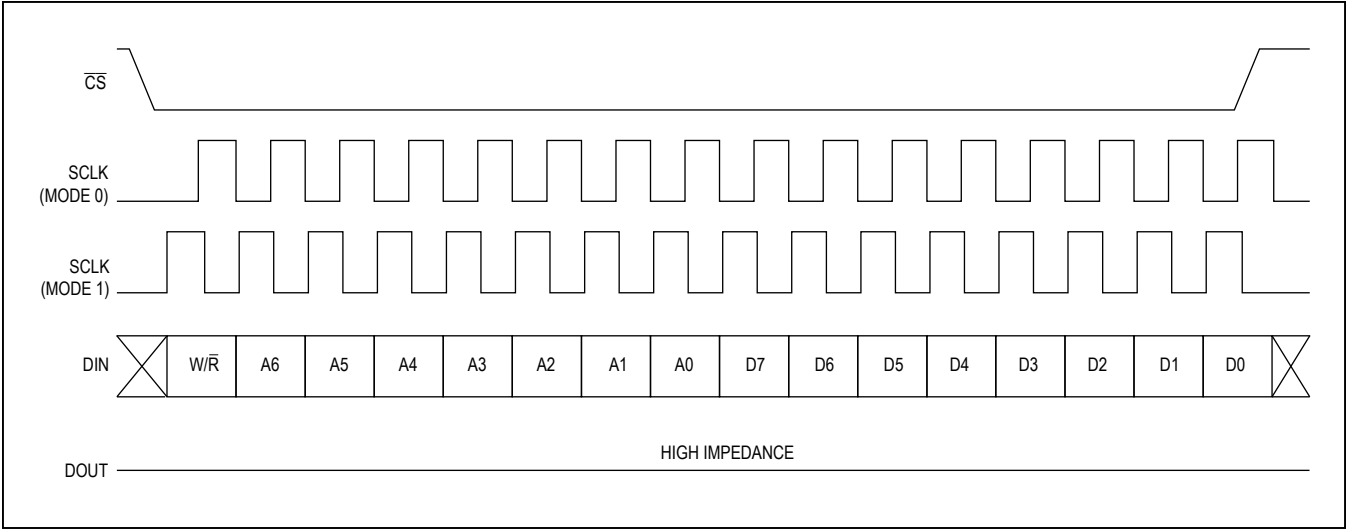 C̅S̅
SCLK
(MODE 0)
SCLK
(MODE 1)
DIN
W/R̅ A6 A5 A4 A3 A2 A1 A0 D7 D6 D5 D4 D3 D2 D1 D0
HIGH IMPEDANCE
DOUT